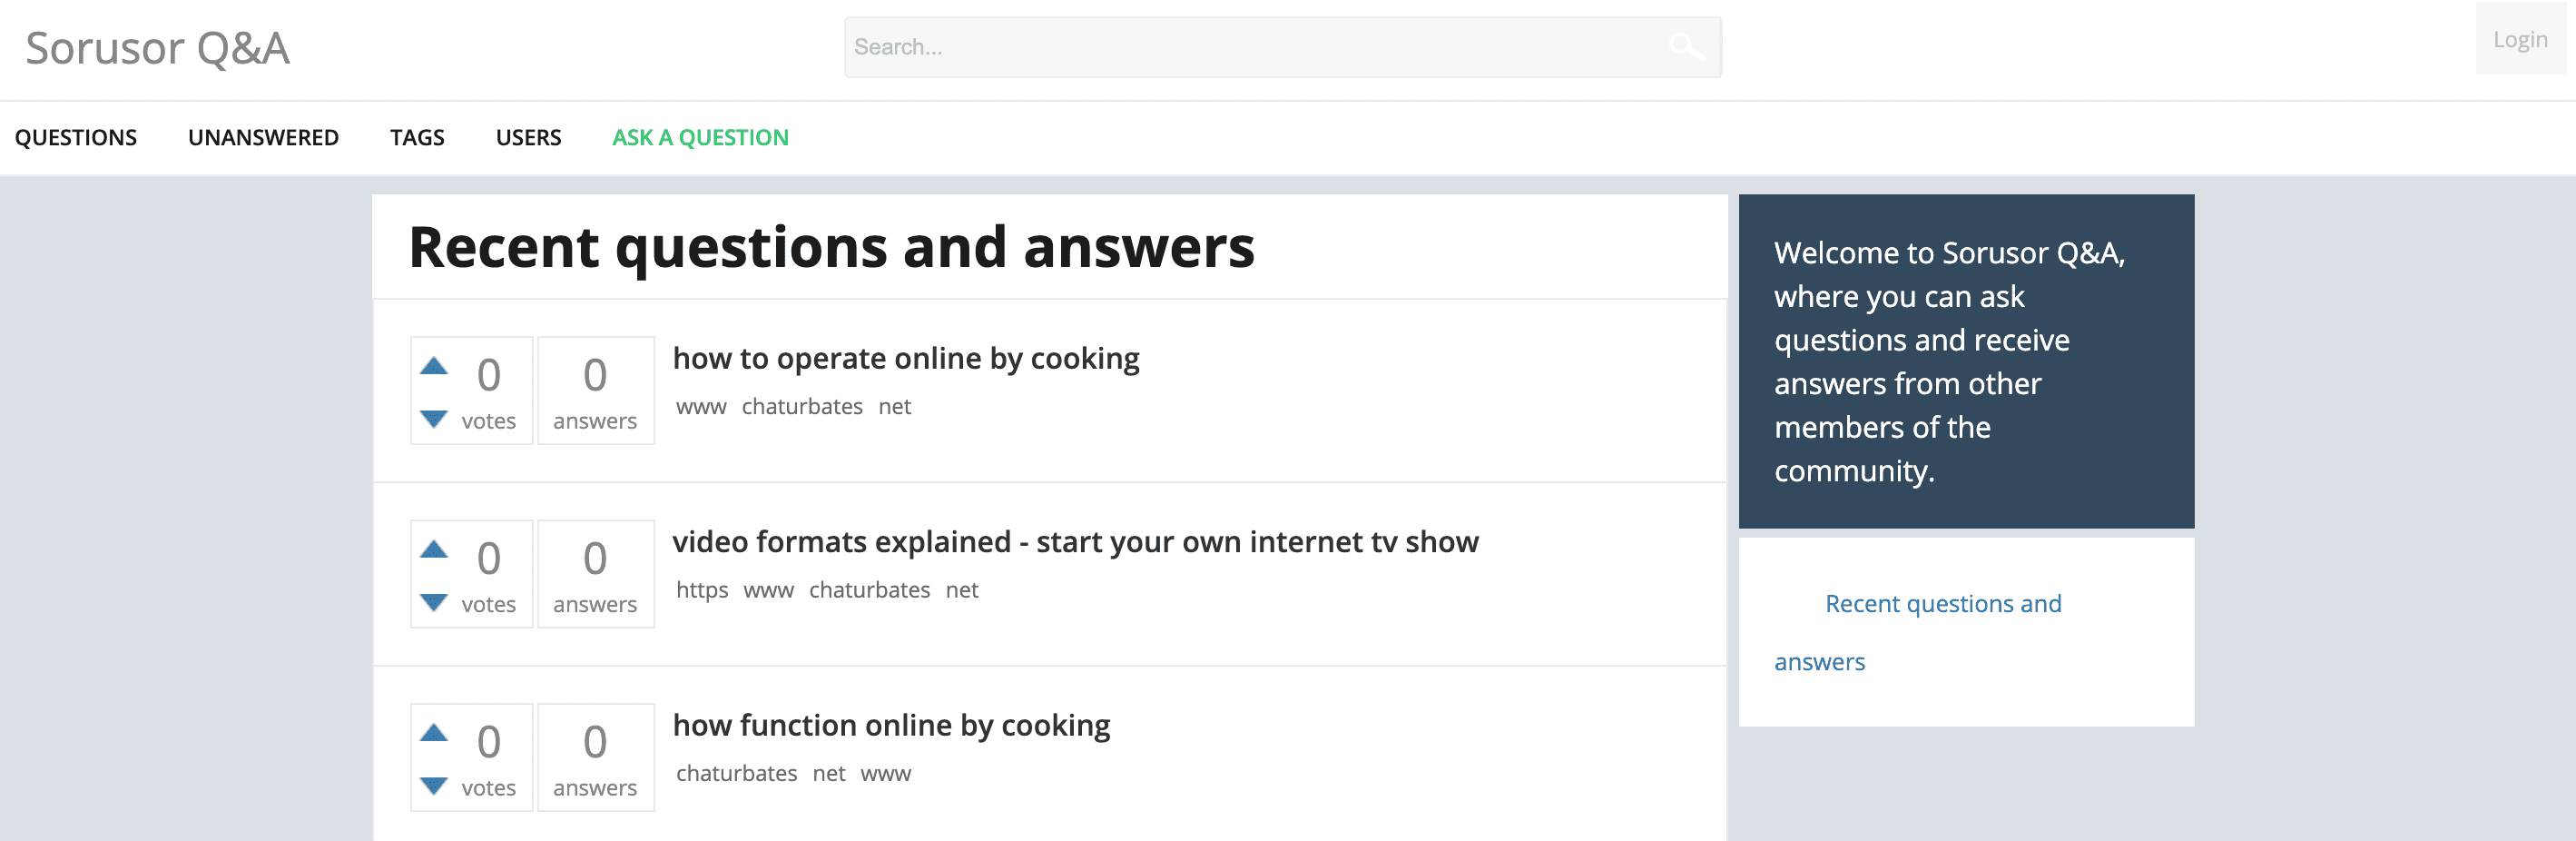 Sorusor Q&A
Search...
Login
QUESTIONS UNANSWERED TAGS USERS ASK A QUESTION
Recent questions and answers
0 votes
0 answers
how to operate online by cooking
www chaturbates net
0 votes
0 answers
video formats explained - start your own internet tv show
https www chaturbates net
0 votes
0 answers
how function online by cooking
chaturbates net www
Welcome to Sorusor Q&A,
where you can ask
questions and receive
answers from other
members of the
community.
Recent questions and
answers